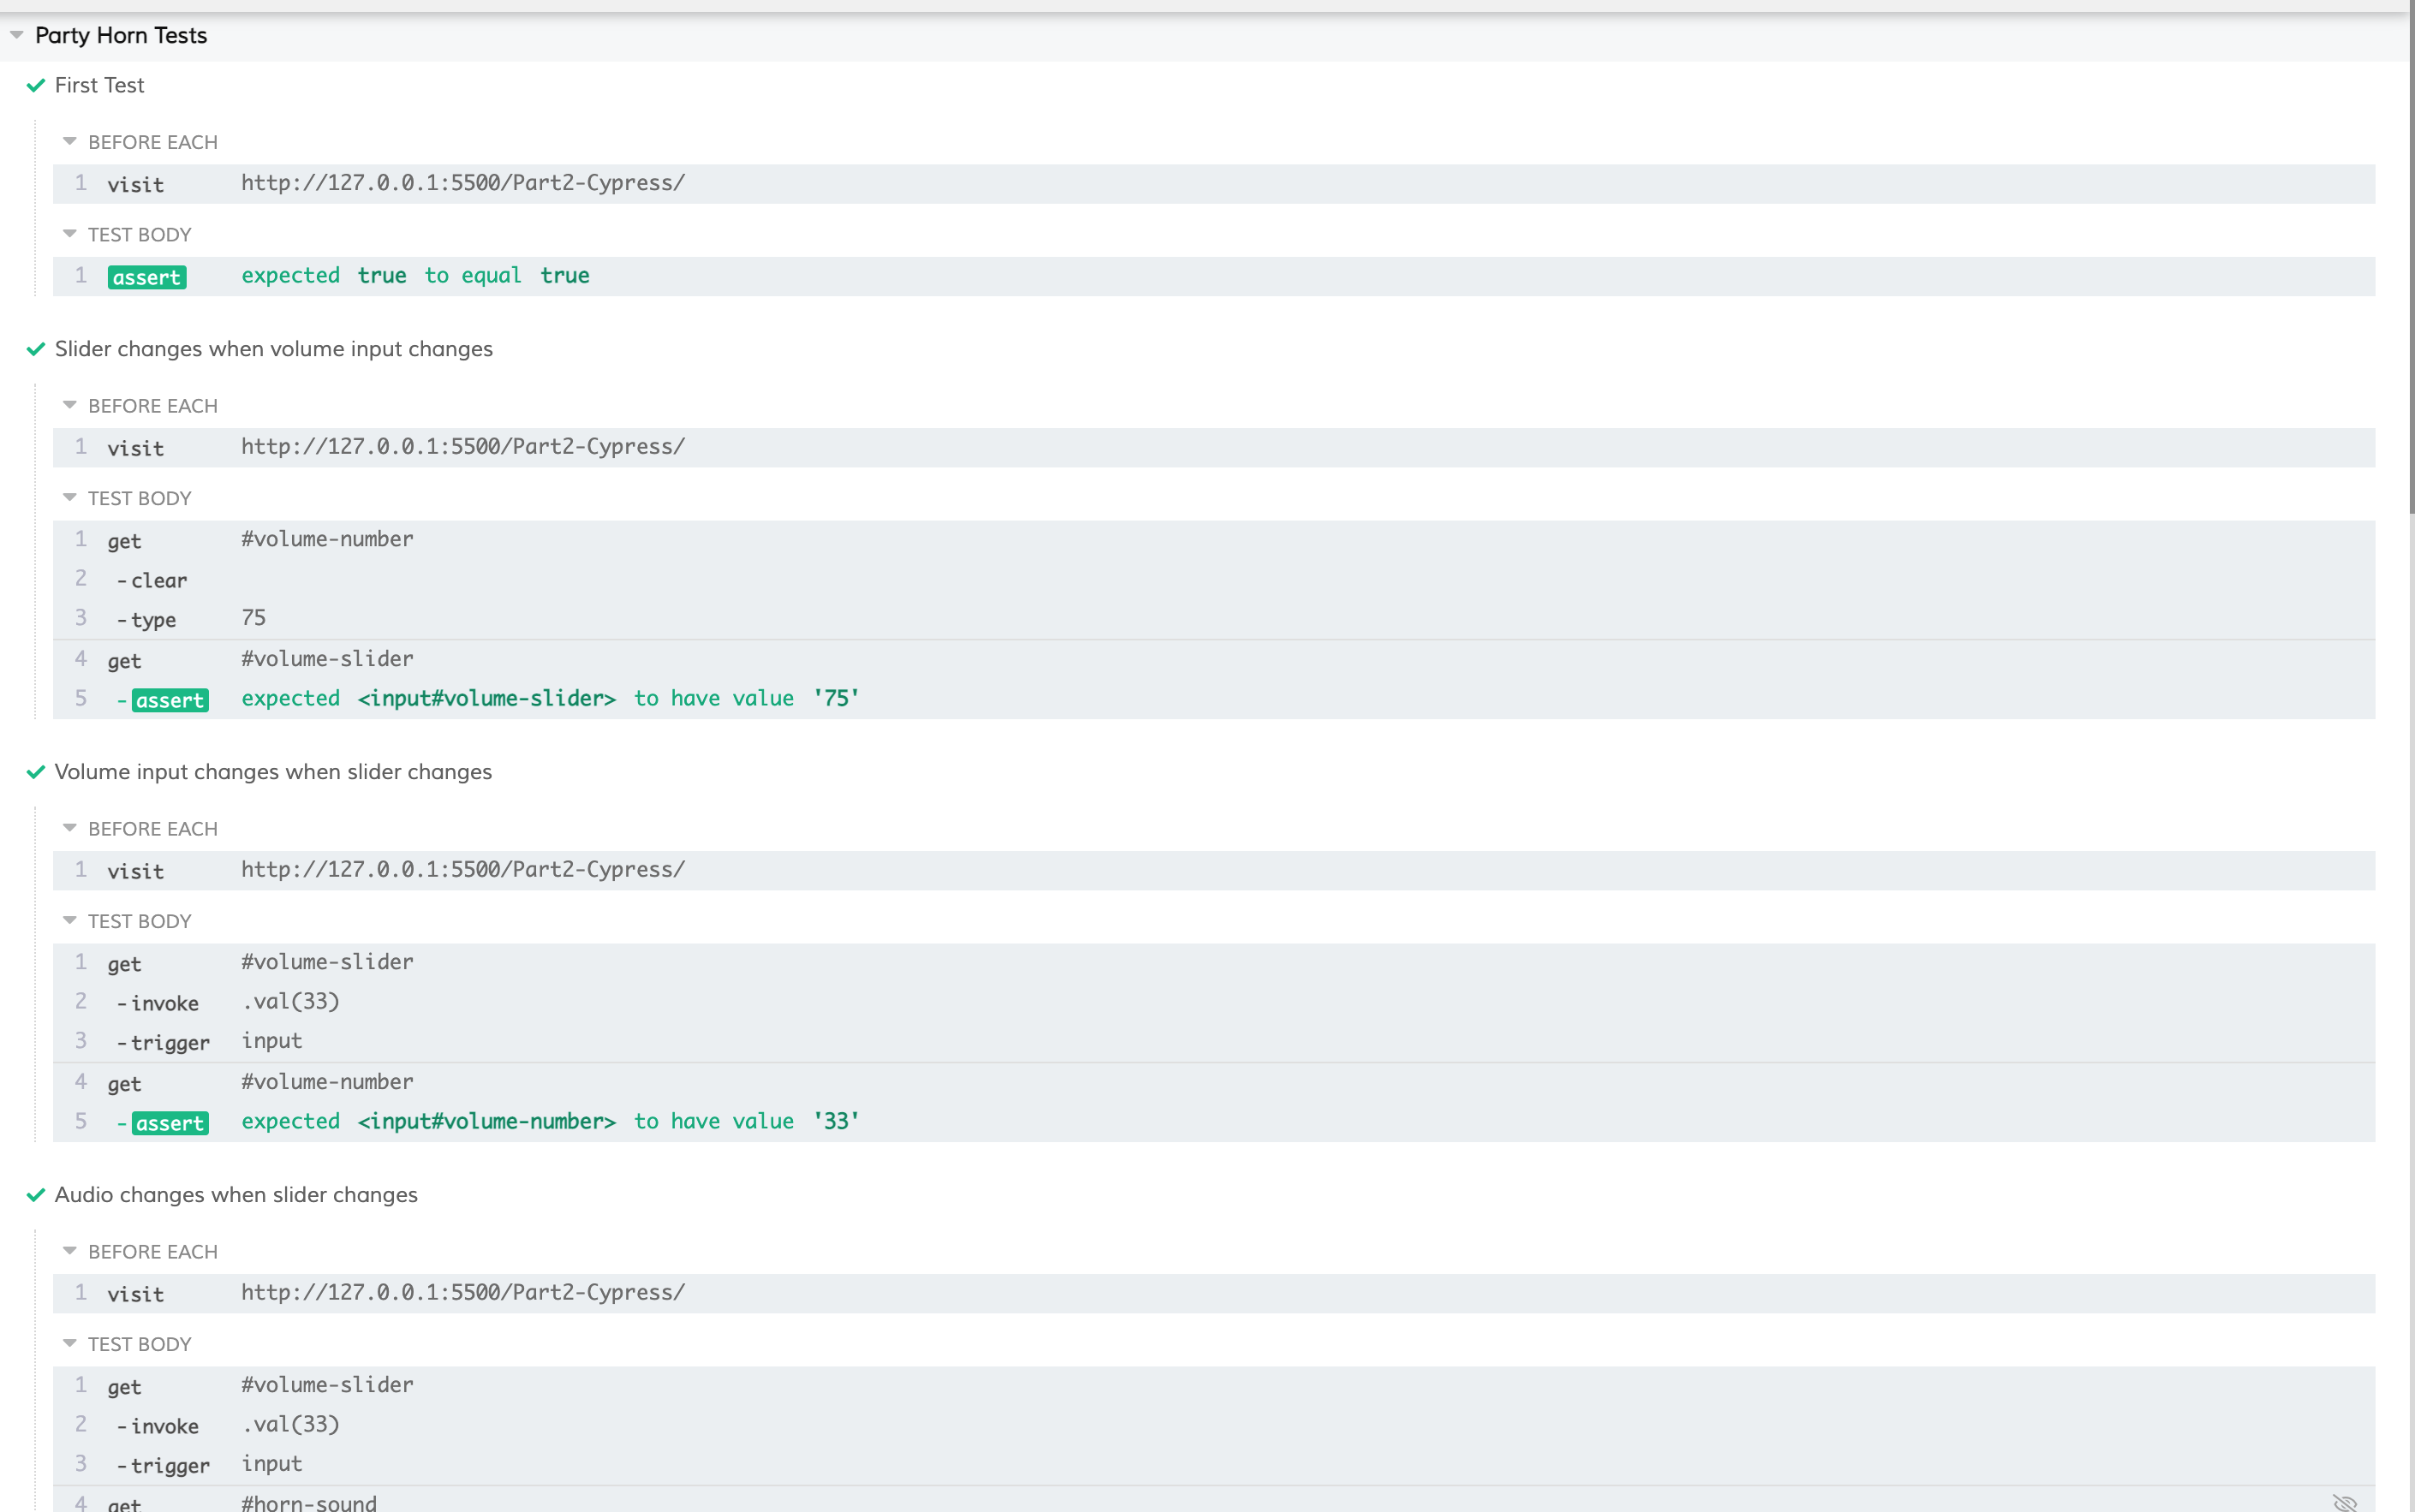 Party Horn Tests
First Test
BEFORE EACH
1 visit http://127.0.0.1:5500/Part2-Cypress/
TEST BODY
1 assert expected true to equal true
Slider changes when volume input changes
BEFORE EACH
1 visit http://127.0.0.1:5500/Part2-Cypress/
TEST BODY
1 get #volume-number
2 -clear
3 -type 75
4 get #volume-slider
5 -assert expected <input#volume-slider> to have value '75'
Volume input changes when slider changes
BEFORE EACH
1 visit http://127.0.0.1:5500/Part2-Cypress/
TEST BODY
1 get #volume-slider
2 -invoke .val(33)
3 -trigger input
4 get #volume-number
5 -assert expected <input#volume-number> to have value '33'
Audio changes when slider changes
BEFORE EACH
1 visit http://127.0.0.1:5500/Part2-Cypress/
TEST BODY
1 get #volume-slider
2 -invoke .val(33)
3 -trigger input
4 get #horn-sound